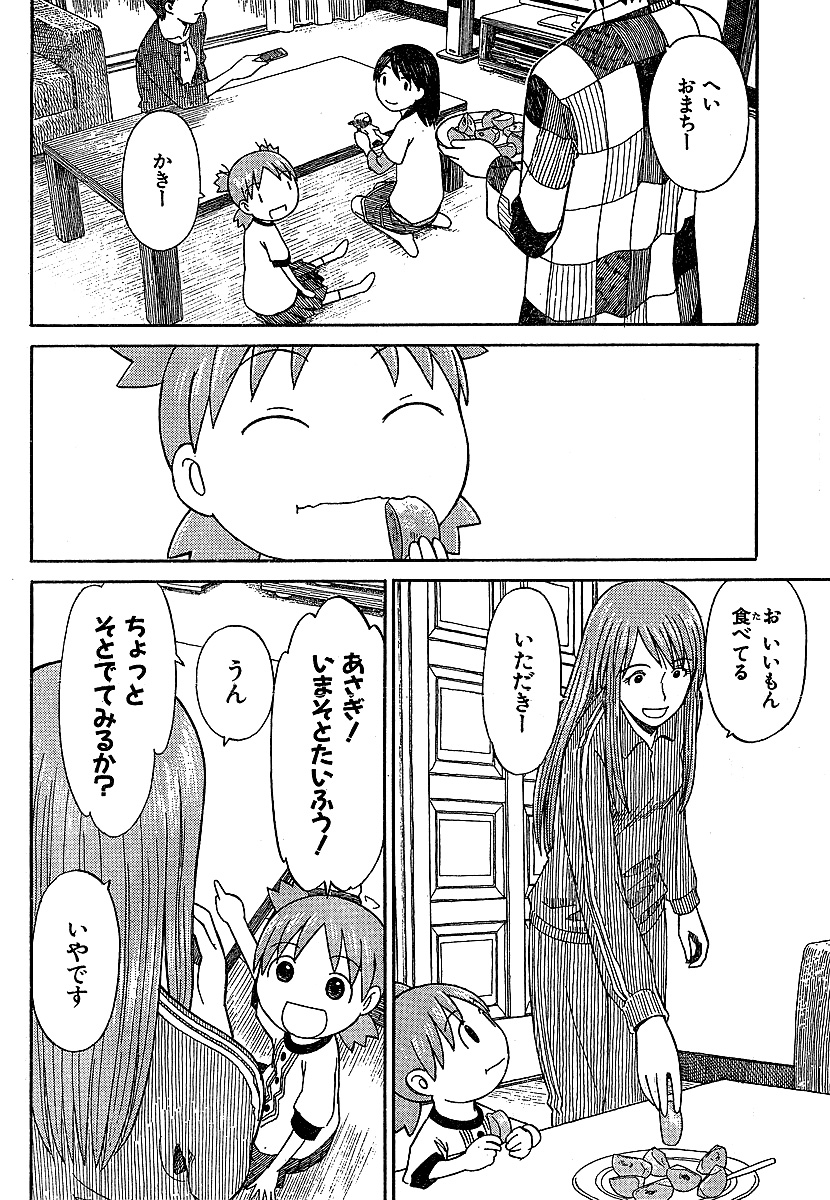 へい
おまちー
かきー
お いいもん
食べてる
た
いただきー
あさぎ!
いまそとたいふう!
うん
ちょっと
そとでてみるか?
いやです